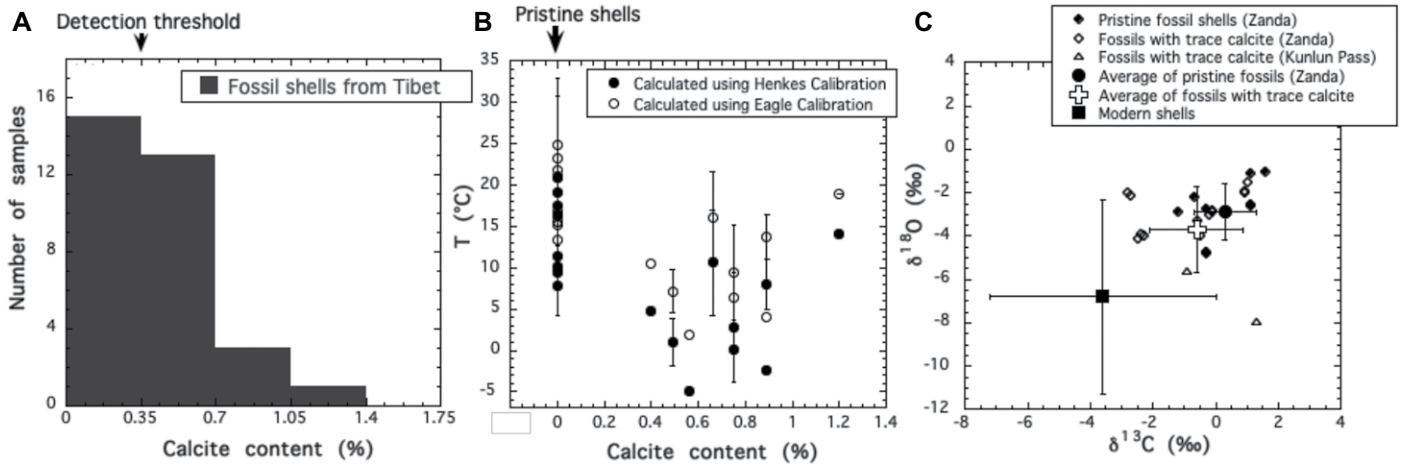 A
Detection threshold
Fossil shells from Tibet
Number of samples
16
12
8
4
0
0 0.35 0.7 1.05 1.4 1.75
Calcite content (%)
B
Pristine shells
Calculated using Henkes Calibration
Calculated using Eagle Calibration
T (°C)
35
30
25
20
15
10
5
0
-5
0 0.2 0.4 0.6 0.8 1 1.2 1.4
Calcite content (%)
C
Pristine fossil shells (Zanda)
Fossils with trace calcite (Zanda)
Fossils with trace calcite (Kunlun Pass)
Average of pristine fossils (Zanda)
Average of fossils with trace calcite
Modern shells
δ18O (‰)
4
2
0
-2
-4
-6
-8
-10
-12
-8 -6 -4 -2 0 2 4
δ13C (‰)